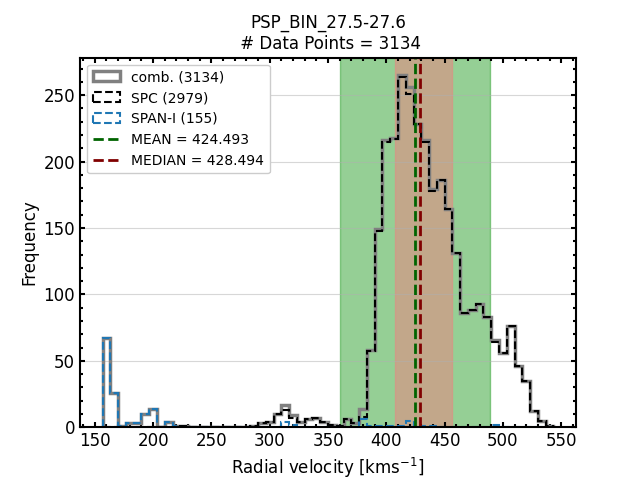 PSP_BIN_27.5-27.6
# Data Points = 3134
comb. (3134)
SPC (2979)
SPAN-I (155)
MEAN = 424.493
MEDIAN = 428.494
Frequency
250
200
150
100
50
0
150 200 250 300 350 400 450 500 550
Radial velocity [kms⁻¹]